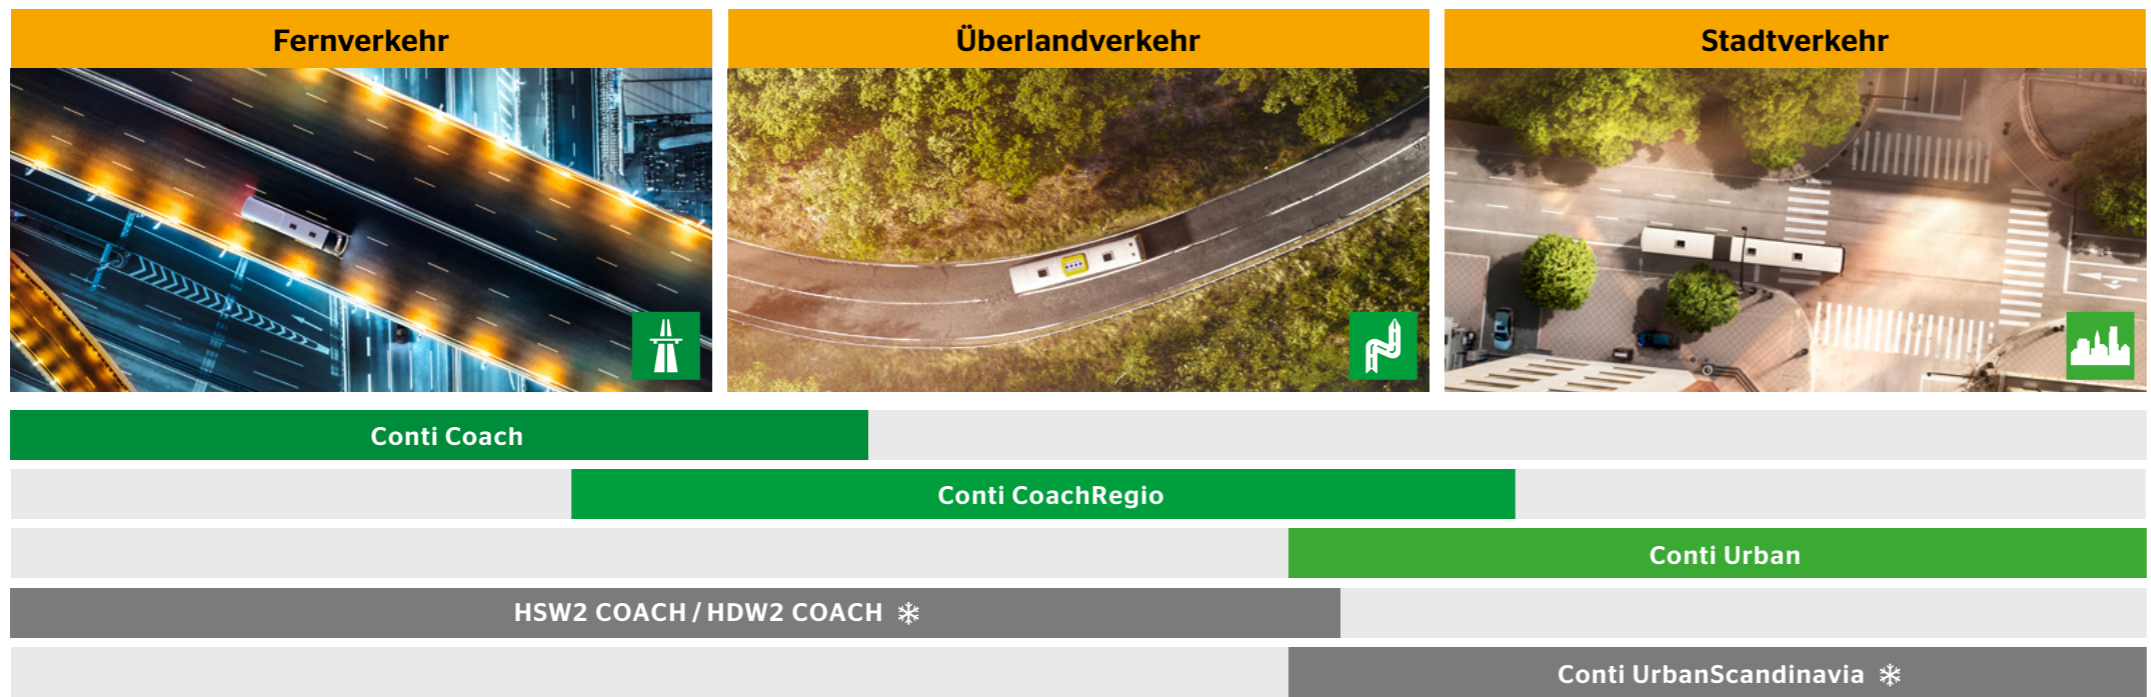 Fernverkehr
Überlandverkehr
Stadtverkehr
Conti Coach
Conti CoachRegio
Conti Urban
HSW2 COACH / HDW2 COACH
Conti UrbanScandinavia